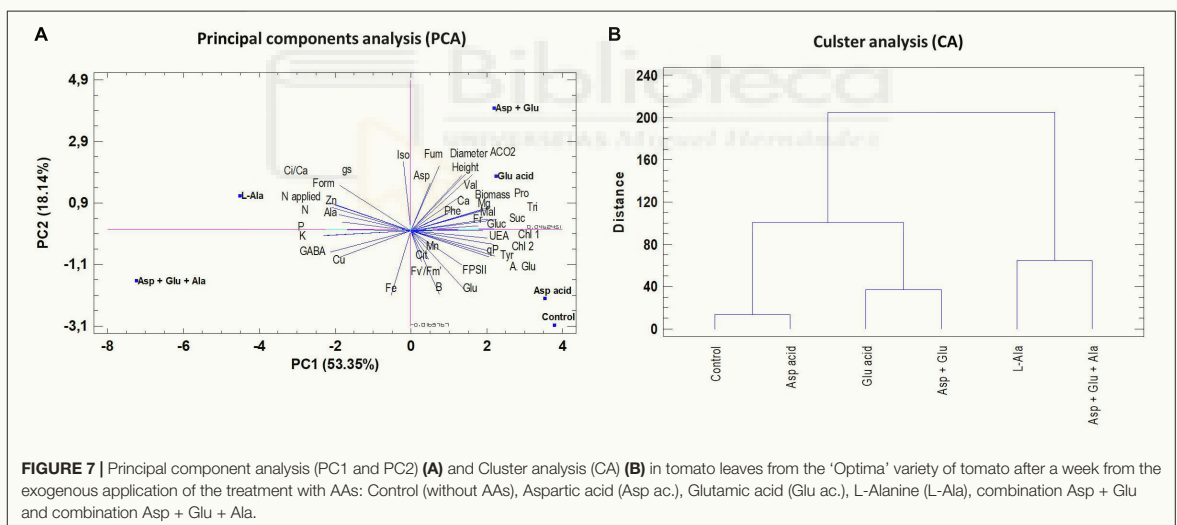 A
Principal components analysis (PCA)
4,9
2,9
0,9
-1,1
-3,1
PC2 (18.14%)
-8
-6
-4
-2
0
2
4
PC1 (53.35%)
Asp + Glu
Iso
Fum
Diameter
ACO2
Height
Glu acid
Asp
Val
Ci/Ca
gs
Form
L-Ala
N applied
Zn
N
Ala
P
K
GABA
Cu
Biomass
Pro
Ca
Mg
Phe
Mal
Tri
Fr
Suc
Gluc
UEA
Chl 1
Mn
Chl 2
qP
Tyr
Cit.
Fv'/Fm'
FPSII
A. Glu
Asp + Glu + Ala
Fe
B
Glu
Asp acid
Control
B
Culster analysis (CA)
240
200
160
120
80
40
0
Distance
Control
Asp acid
Glu acid
Asp + Glu
L-Ala
Asp + Glu + Ala
Biblioteca
UNIVERSITAS Miguel Hernández
FIGURE 7 | Principal component analysis (PC1 and PC2) (A) and Cluster analysis (CA) (B) in tomato leaves from the 'Optima' variety of tomato after a week from the
exogenous application of the treatment with AAs: Control (without AAs), Aspartic acid (Asp ac.), Glutamic acid (Glu ac.), L-Alanine (L-Ala), combination Asp + Glu
and combination Asp + Glu + Ala.